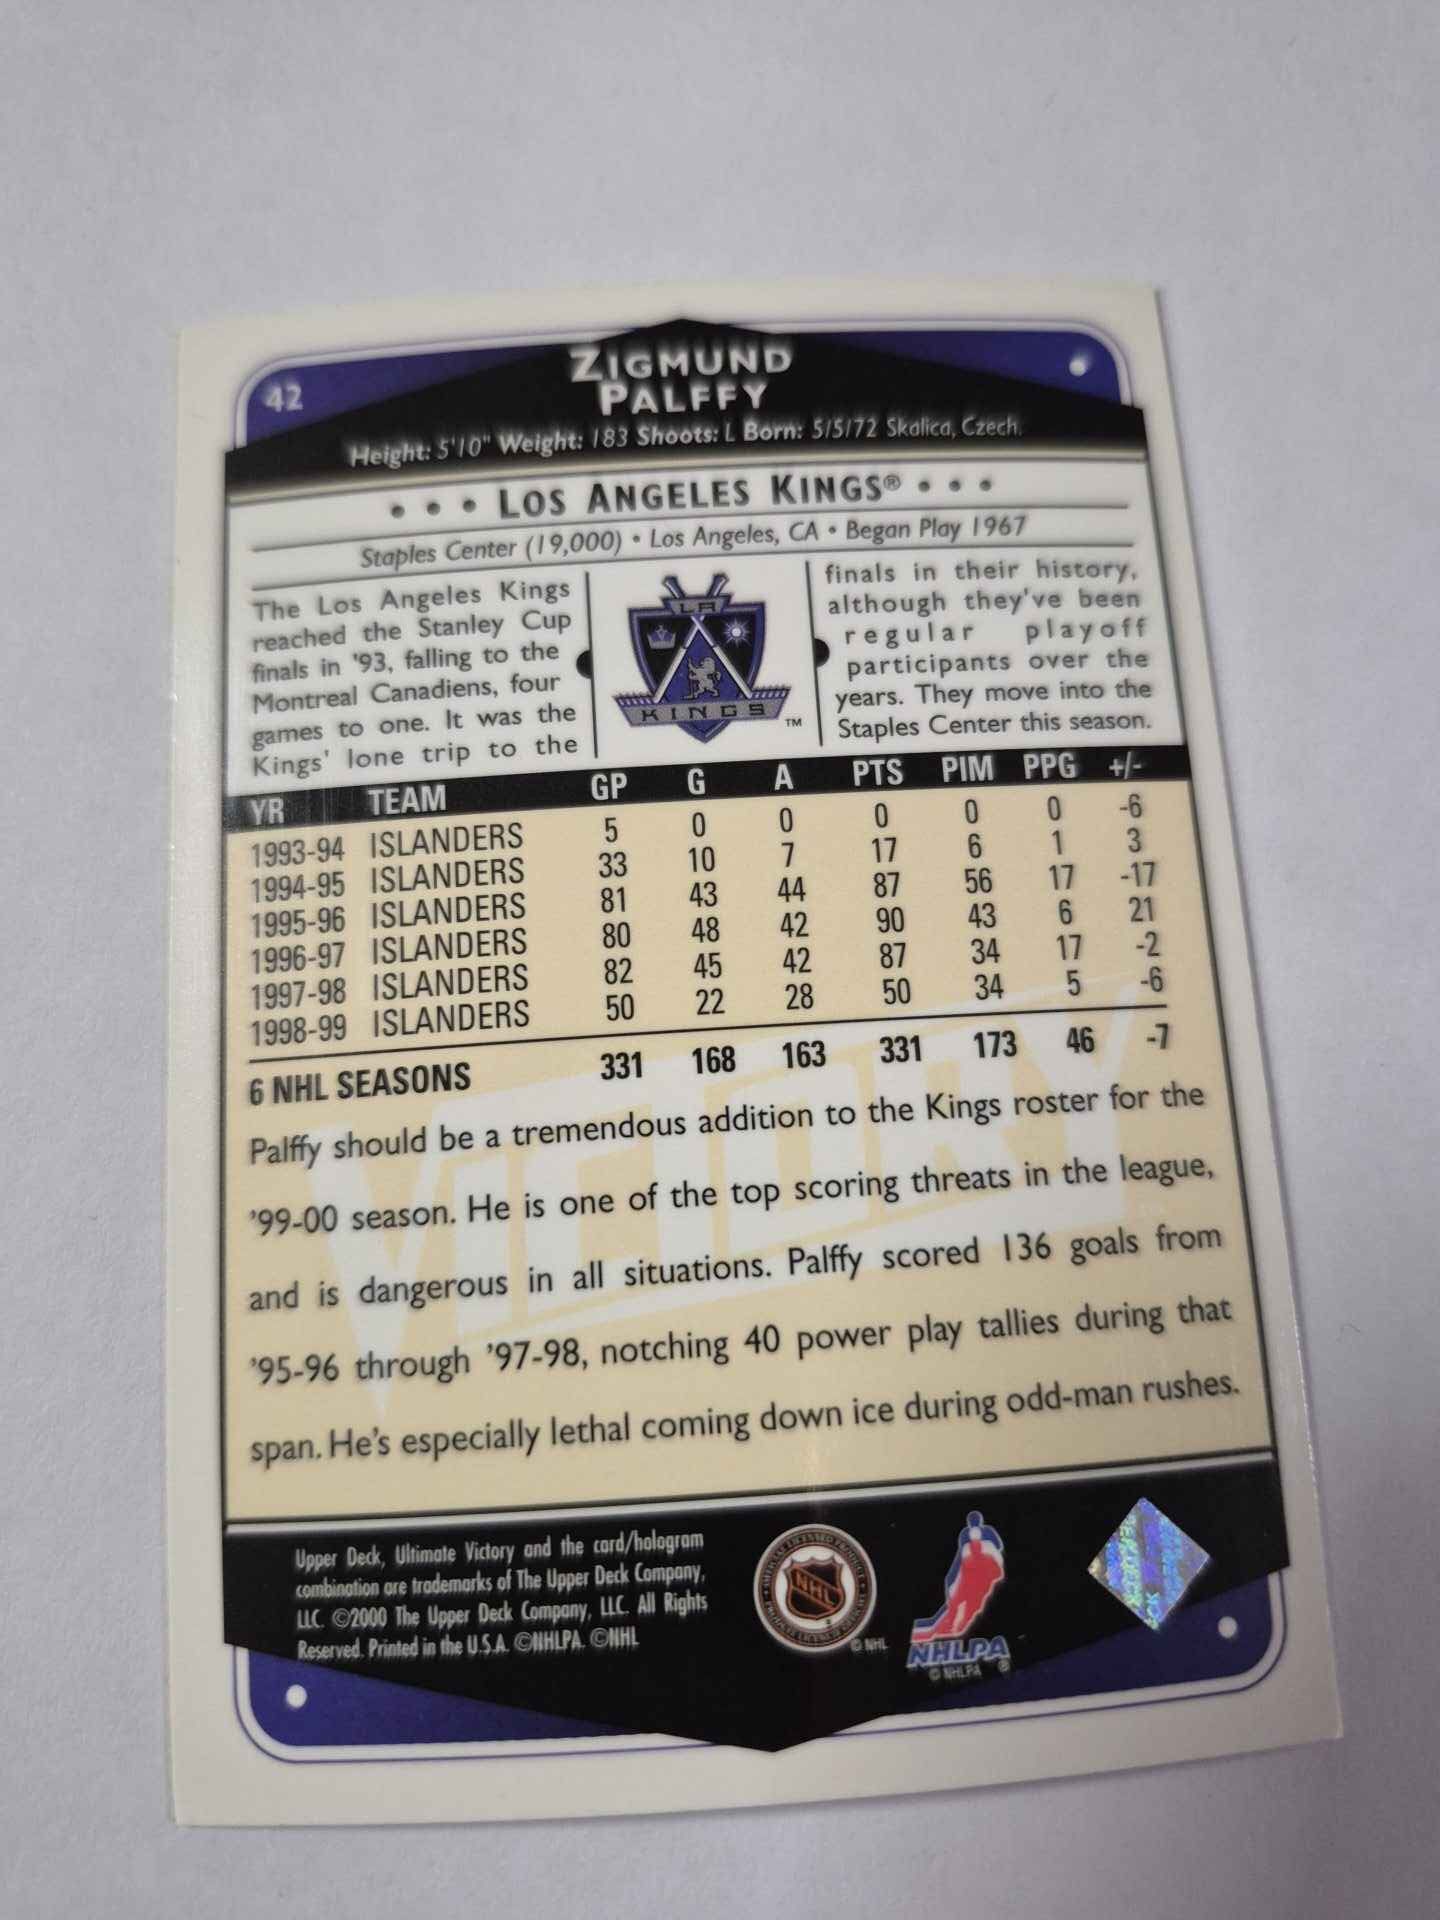 42
ZIGMUND
PALFFY
Height: 5'10" Weight: 183 Shoots: L Born: 5/5/72 Skalica, Czech.
• • • LOS ANGELES KINGS® • • •
Staples Center (19,000) • Los Angeles, CA • Began Play 1967
The Los Angeles Kings
reached the Stanley Cup
finals in '93, falling to the
Montreal Canadiens, four
games to one. It was the
Kings' lone trip to the
LA
KINGS
TM
finals in their history,
although they've been
regular playoff
participants over the
years. They move into the
Staples Center this season.
YR TEAM GP G A PTS PIM PPG +/-
1993-94 ISLANDERS 5 0 0 0 0 0 -6
1994-95 ISLANDERS 33 10 7 17 6 1 3
1995-96 ISLANDERS 81 43 44 87 56 17 -17
1996-97 ISLANDERS 80 48 42 90 43 6 21
1997-98 ISLANDERS 82 45 42 87 34 17 -2
1998-99 ISLANDERS 50 22 28 50 34 5 -6
6 NHL SEASONS 331 168 163 331 173 46 -7
VICTORY
Palffy should be a tremendous addition to the Kings roster for the
'99-00 season. He is one of the top scoring threats in the league,
and is dangerous in all situations. Palffy scored 136 goals from
'95-96 through '97-98, notching 40 power play tallies during that
span. He's especially lethal coming down ice during odd-man rushes.
Upper Deck, Ultimate Victory and the card/hologram
combination are trademarks of The Upper Deck Company,
LLC. ©2000 The Upper Deck Company, LLC. All Rights
Reserved. Printed in the U.S.A. ©NHLPA. ©NHL
NHL
© NHL
NHLPA
© NHLPA ®